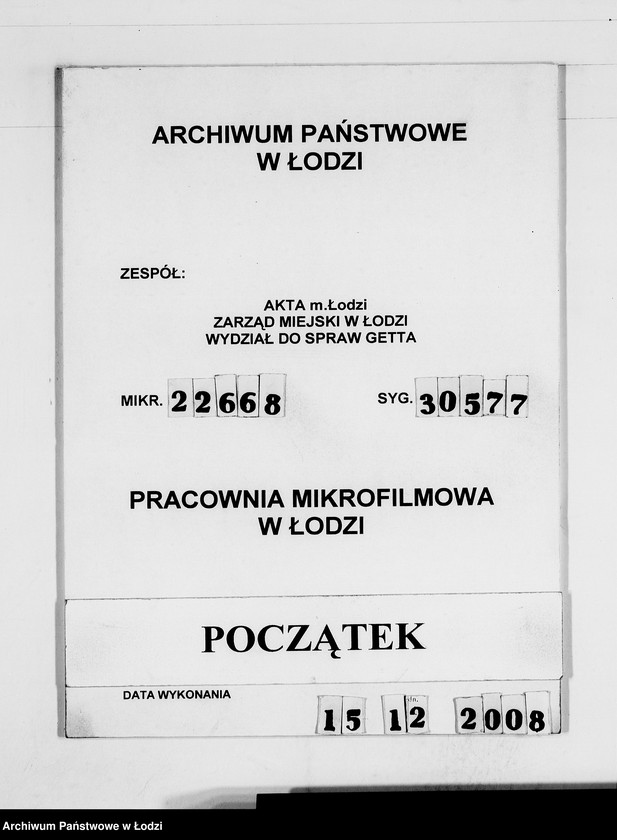 ARCHIWUM PAŃSTWOWE
W ŁODZI
ZESPÓŁ:
AKTA m.Łodzi
ZARZĄD MIEJSKI W ŁODZI
WYDZIAŁ DO SPRAW GETTA
MIKR. 22668 SYG. 30577
PRACOWNIA MIKROFILMOWA
W ŁODZI
POCZĄTEK
DATA WYKONANIA
15 12 2008
Archiwum Państwowe w Łodzi